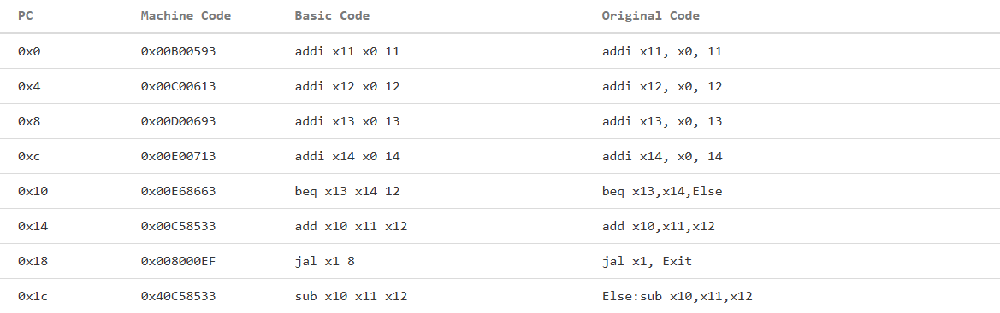 PC Machine Code Basic Code Original Code
0x0 0x00B00593 addi x11 x0 11 addi x11, x0, 11
0x4 0x00C00613 addi x12 x0 12 addi x12, x0, 12
0x8 0x00D00693 addi x13 x0 13 addi x13, x0, 13
0xc 0x00E00713 addi x14 x0 14 addi x14, x0, 14
0x10 0x00E68663 beq x13 x14 12 beq x13,x14,Else
0x14 0x00C58533 add x10 x11 x12 add x10,x11,x12
0x18 0x008000EF jal x1 8 jal x1, Exit
0x1c 0x40C58533 sub x10 x11 x12 Else:sub x10,x11,x12